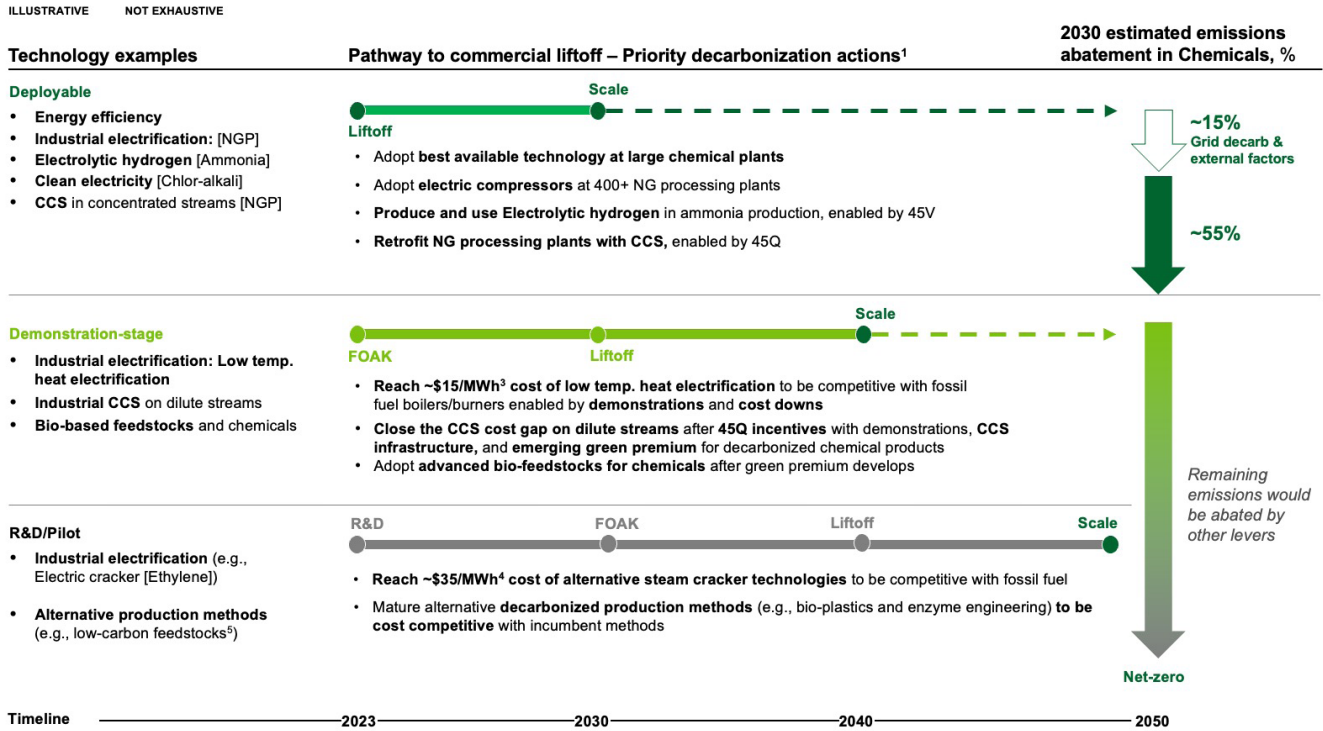 ILLUSTRATIVE NOT EXHAUSTIVE
Technology examples
Pathway to commercial liftoff – Priority decarbonization actions¹
2030 estimated emissions
abatement in Chemicals, %
Deployable
• Energy efficiency
• Industrial electrification: [NGP]
• Electrolytic hydrogen [Ammonia]
• Clean electricity [Chlor-alkali]
• CCS in concentrated streams [NGP]
Scale
Liftoff
• Adopt best available technology at large chemical plants
• Adopt electric compressors at 400+ NG processing plants
• Produce and use Electrolytic hydrogen in ammonia production, enabled by 45V
• Retrofit NG processing plants with CCS, enabled by 45Q
~15%
Grid decarb &
external factors
~55%
Demonstration-stage
• Industrial electrification: Low temp.
heat electrification
• Industrial CCS on dilute streams
• Bio-based feedstocks and chemicals
Scale
FOAK
Liftoff
• Reach ~$15/MWh³ cost of low temp. heat electrification to be competitive with fossil
fuel boilers/burners enabled by demonstrations and cost downs
• Close the CCS cost gap on dilute streams after 45Q incentives with demonstrations, CCS
infrastructure, and emerging green premium for decarbonized chemical products
• Adopt advanced bio-feedstocks for chemicals after green premium develops
Remaining
emissions would
be abated by
other levers
R&D/Pilot
• Industrial electrification (e.g.,
Electric cracker [Ethylene])
• Alternative production methods
(e.g., low-carbon feedstocks⁵)
R&D
FOAK
Liftoff
Scale
• Reach ~$35/MWh⁴ cost of alternative steam cracker technologies to be competitive with fossil fuel
• Mature alternative decarbonized production methods (e.g., bio-plastics and enzyme engineering) to be
cost competitive with incumbent methods
Net-zero
Timeline
2023
2030
2040
2050